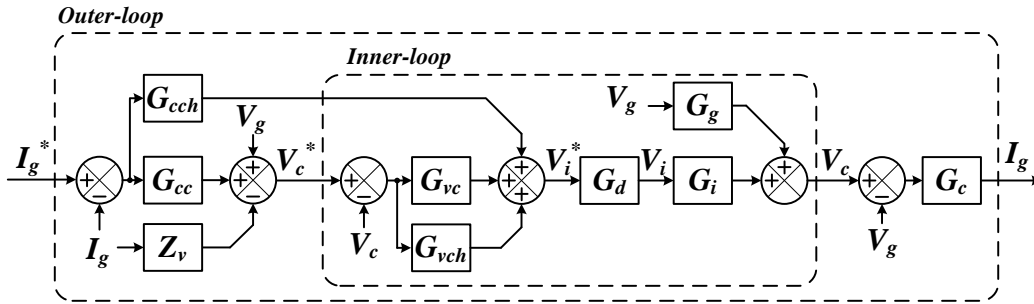 Outer-loop
Inner-loop
G_cch
V_g
G_g
V_g
I_g^*
G_cc
V_c^*
G_vc
V_i^*
G_d
V_i
G_i
V_c
G_c
I_g
I_g
Z_v
V_c
G_vch
V_g
+
−
+
+
−
+
−
+
+
+
+
+
+
−